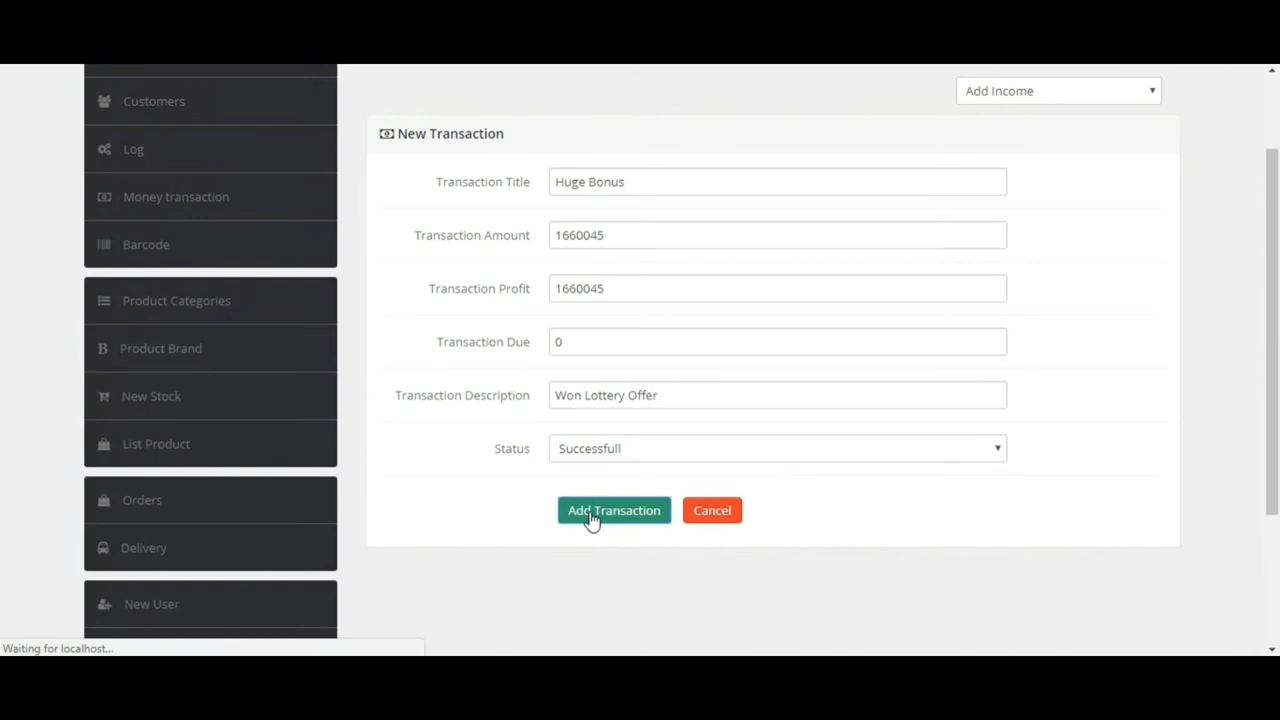 Add Income
Customers
Log
Money transaction
Barcode
Product Categories
B Product Brand
New Stock
List Product
Orders
Delivery
New User
New Transaction
Transaction Title Huge Bonus
Transaction Amount 1660045
Transaction Profit 1660045
Transaction Due 0
Transaction Description Won Lottery Offer
Status Successfull
Add Transaction Cancel
Waiting for localhost...